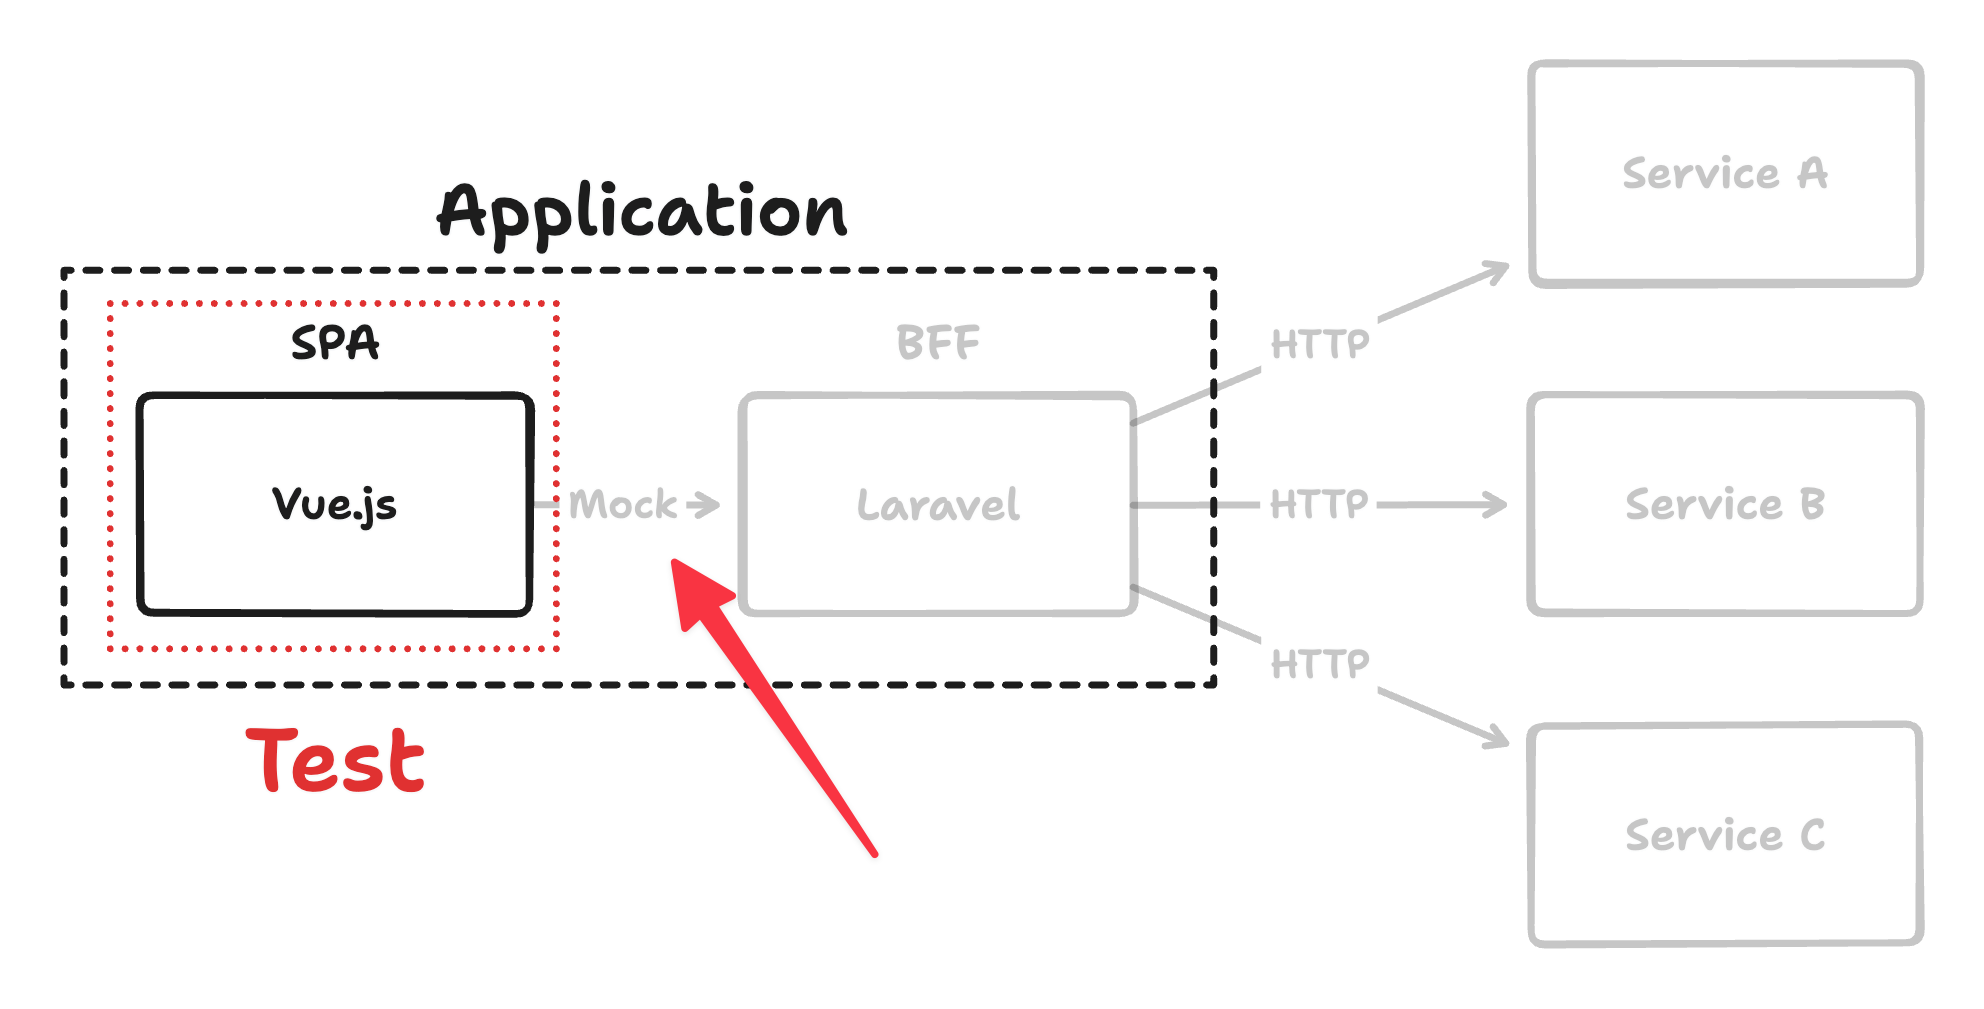 Application
SPA
Vue.js
Mock
BFF
Laravel
HTTP
HTTP
HTTP
Service A
Service B
Service C
Test